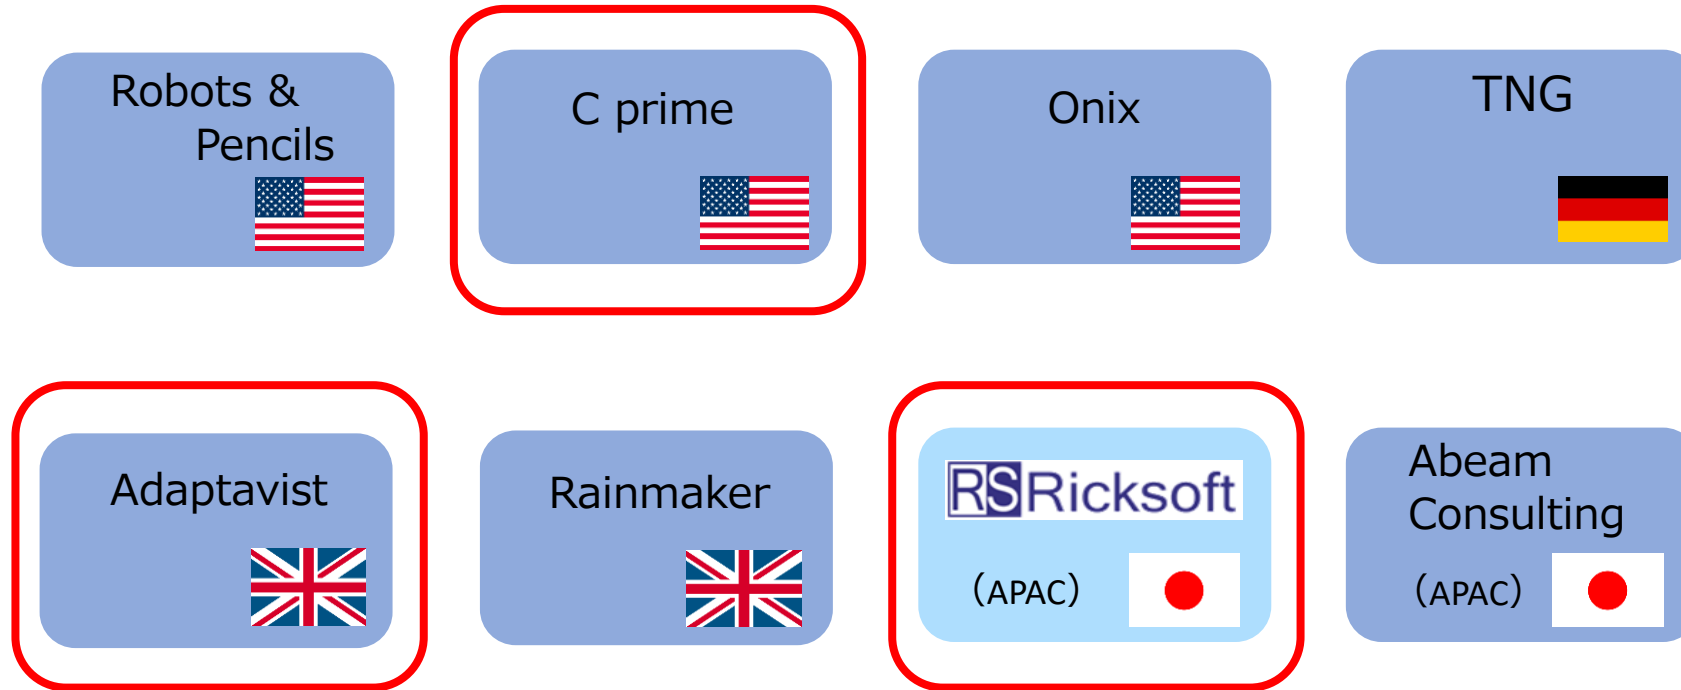 Robots &
Pencils
C prime
Onix
TNG
Adaptavist
Rainmaker
RSRicksoft
（APAC）
Abeam
Consulting
（APAC）